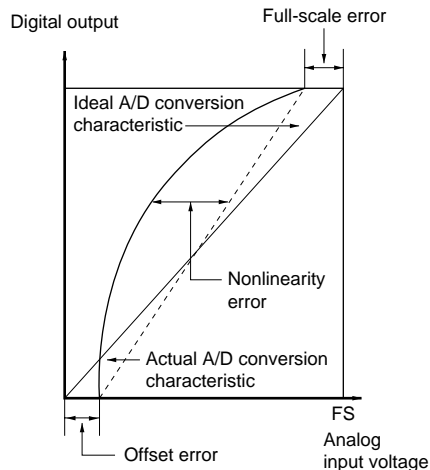 Full-scale error
Digital output
Ideal A/D conversion
characteristic
Nonlinearity
error
Actual A/D conversion
characteristic
FS
Offset error
Analog
input voltage